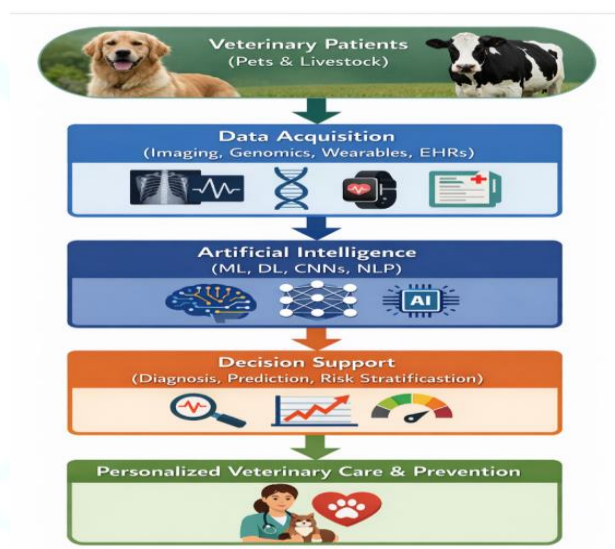 Veterinary Patients
(Pets & Livestock)
Data Acquisition
(Imaging, Genomics, Wearables, EHRs)
Artificial Intelligence
(ML, DL, CNNs, NLP)
AI
Decision Support
(Diagnosis, Prediction, Risk Stratificastion)
Personalized Veterinary Care & Prevention